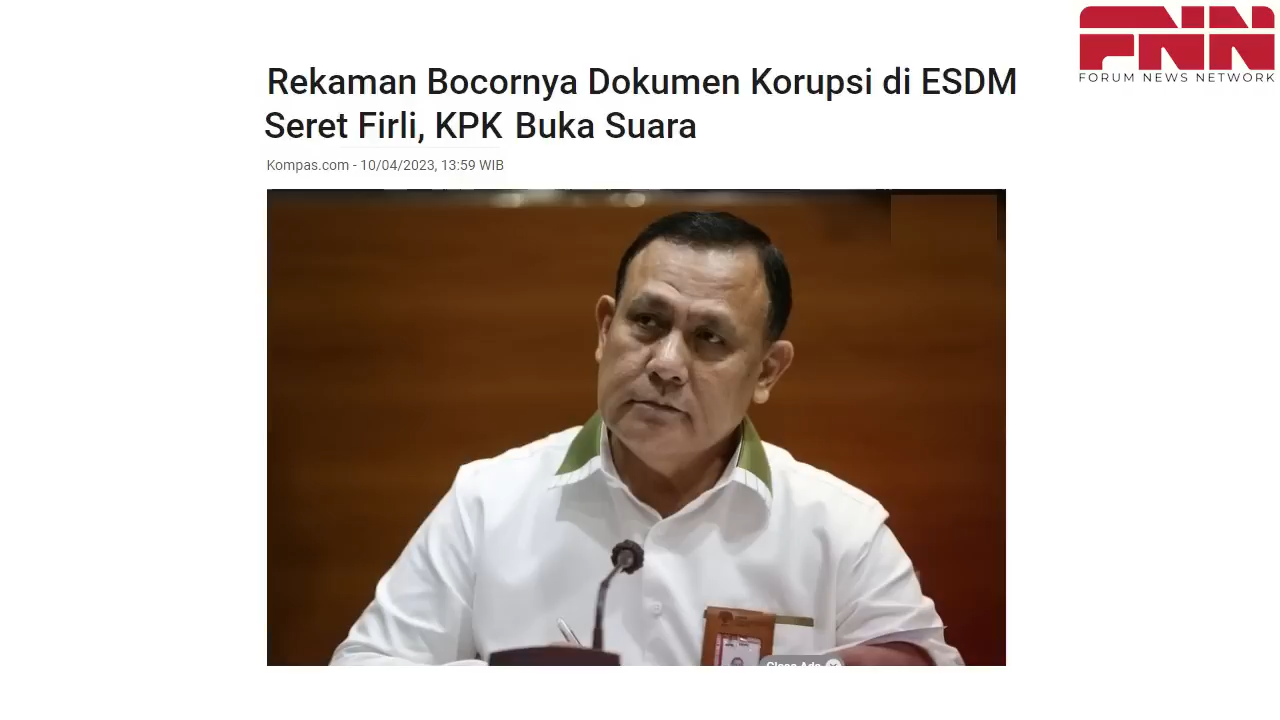 FNN
FORUM NEWS NETWORK
Rekaman Bocornya Dokumen Korupsi di ESDM
Seret Firli, KPK Buka Suara
Kompas.com - 10/04/2023, 13:59 WIB